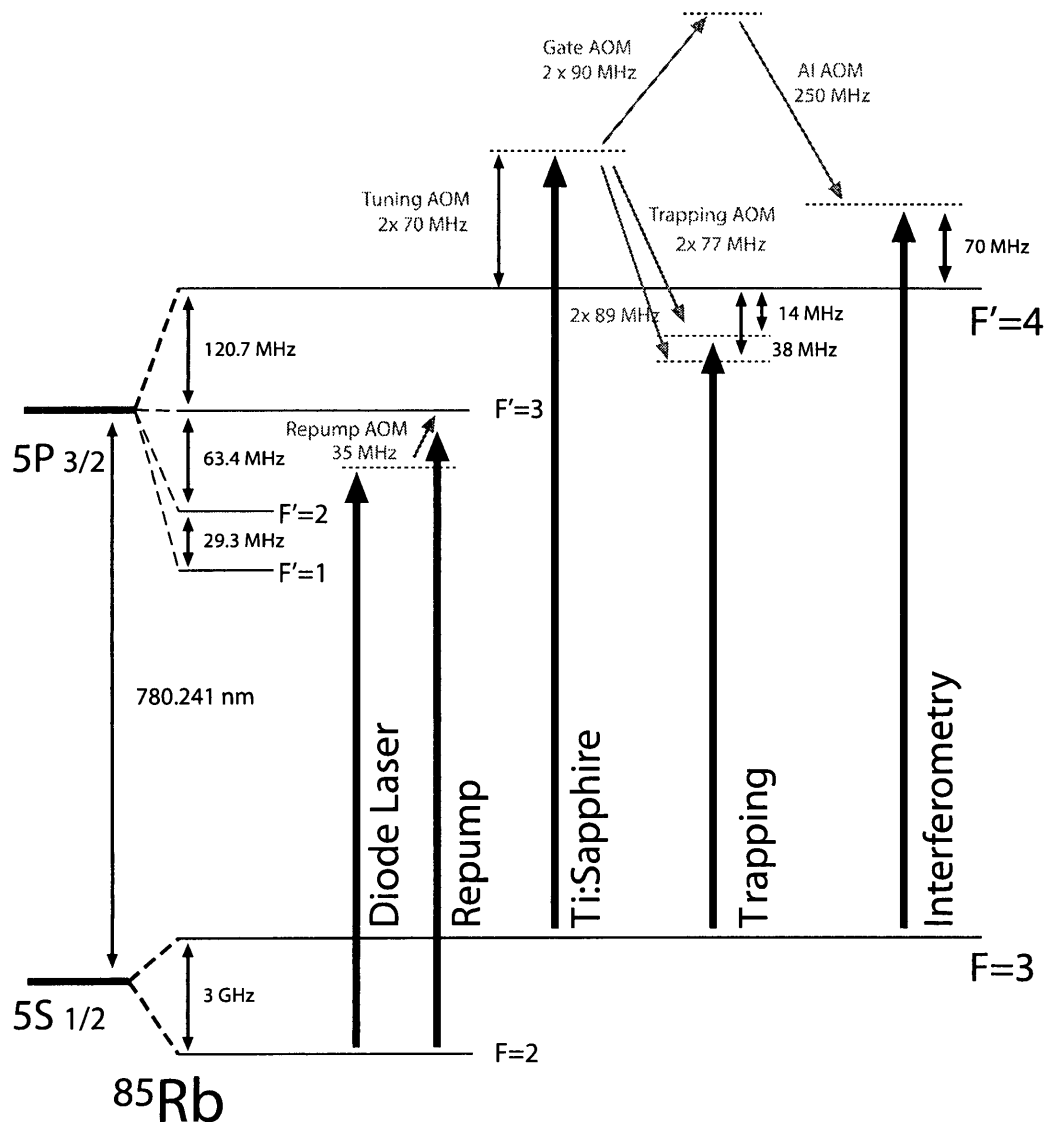 Gate AOM
2 x 90 MHz
AI AOM
250 MHz
Tuning AOM
2x 70 MHz
Trapping AOM
2x 77 MHz
70 MHz
2x 89 MHz
14 MHz
F'=4
38 MHz
120.7 MHz
F'=3
5P 3/2
Repump AOM
35 MHz
63.4 MHz
F'=2
29.3 MHz
F'=1
780.241 nm
Diode Laser
Repump
Ti:Sapphire
Trapping
Interferometry
F=3
5S 1/2
3 GHz
F=2
85Rb